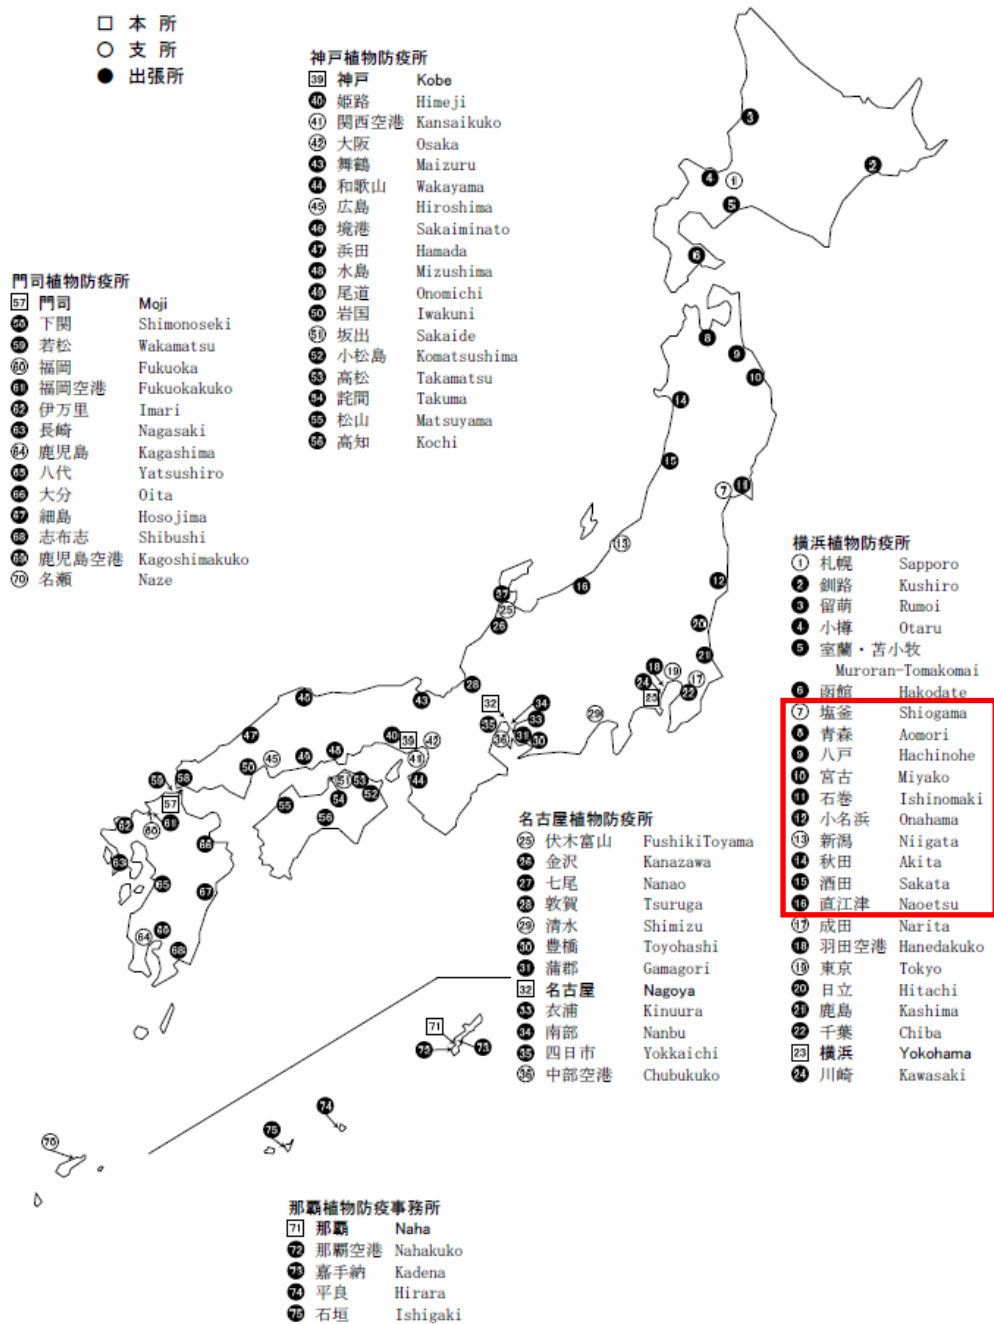 □ 本 所
○ 支 所
● 出張所
神戸植物防疫所
39 神戸 Kobe
40 姫路 Himeji
41 関西空港 Kansaikuko
42 大阪 Osaka
43 舞鶴 Maizuru
44 和歌山 Wakayama
45 広島 Hiroshima
46 境港 Sakaiminato
47 浜田 Hamada
48 水島 Mizushima
49 尾道 Onomichi
50 岩国 Iwakuni
51 坂出 Sakaide
52 小松島 Komatsushima
53 高松 Takamatsu
54 詫間 Takuma
55 松山 Matsuyama
56 高知 Kochi
門司植物防疫所
57 門司 Moji
58 下関 Shimonoseki
59 若松 Wakamatsu
60 福岡 Fukuoka
61 福岡空港 Fukuokakuko
62 伊万里 Imari
63 長崎 Nagasaki
64 鹿児島 Kagashima
65 八代 Yatsushiro
66 大分 Oita
67 細島 Hosojima
68 志布志 Shibushi
69 鹿児島空港 Kagoshimakuko
70 名瀬 Naze
横浜植物防疫所
1 札幌 Sapporo
2 釧路 Kushiro
3 留萌 Rumoi
4 小樽 Otaru
5 室蘭・苫小牧
Muroran-Tomakomai
6 函館 Hakodate
7 塩釜 Shiogama
8 青森 Aomori
9 八戸 Hachinohe
10 宮古 Miyako
11 石巻 Ishinomaki
12 小名浜 Onahama
13 新潟 Niigata
14 秋田 Akita
15 酒田 Sakata
16 直江津 Naoetsu
17 成田 Narita
18 羽田空港 Hanedakuko
19 東京 Tokyo
20 日立 Hitachi
21 鹿島 Kashima
22 千葉 Chiba
23 横浜 Yokohama
24 川崎 Kawasaki
名古屋植物防疫所
25 伏木富山 FushikiToyama
26 金沢 Kanazawa
27 七尾 Nanao
28 敦賀 Tsuruga
29 清水 Shimizu
30 豊橋 Toyohashi
31 蒲郡 Gamagori
32 名古屋 Nagoya
33 衣浦 Kinuura
34 南部 Nanbu
35 四日市 Yokkaichi
36 中部空港 Chubukuko
那覇植物防疫事務所
71 那覇 Naha
72 那覇空港 Nahakuko
73 嘉手納 Kadena
74 平良 Hirara
75 石垣 Ishigaki